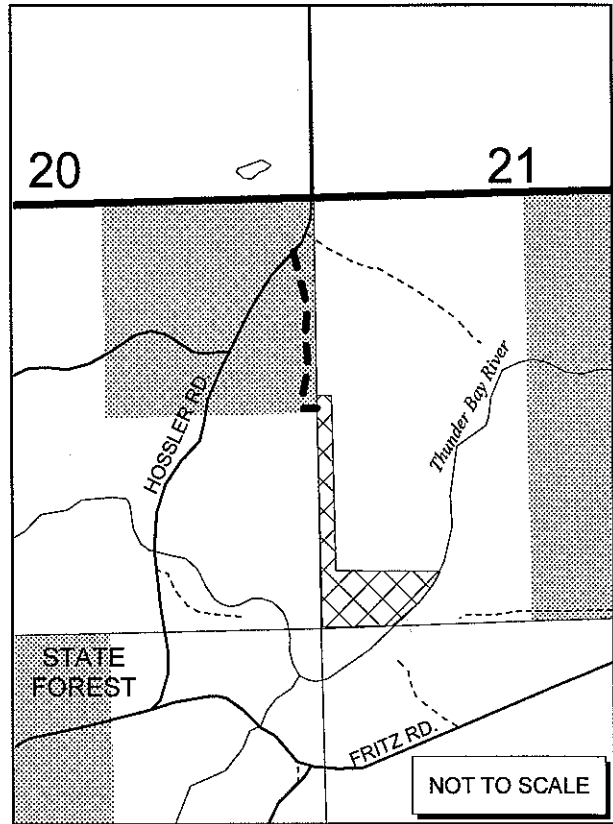 20
21
HOSSLER RD.
Thunder Bay River
STATE
FOREST
FRITZ RD.
NOT TO SCALE